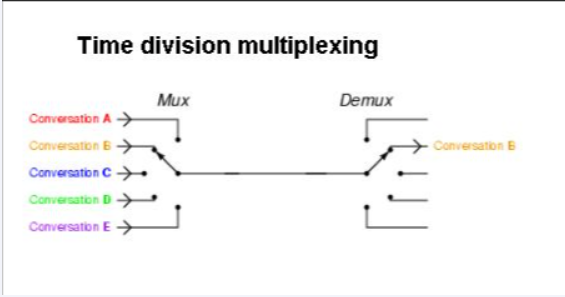 Time division multiplexing
Mux
Demux
Conversation A
Conversation B
Conversation B
Conversation C
Conversation D
Conversation E